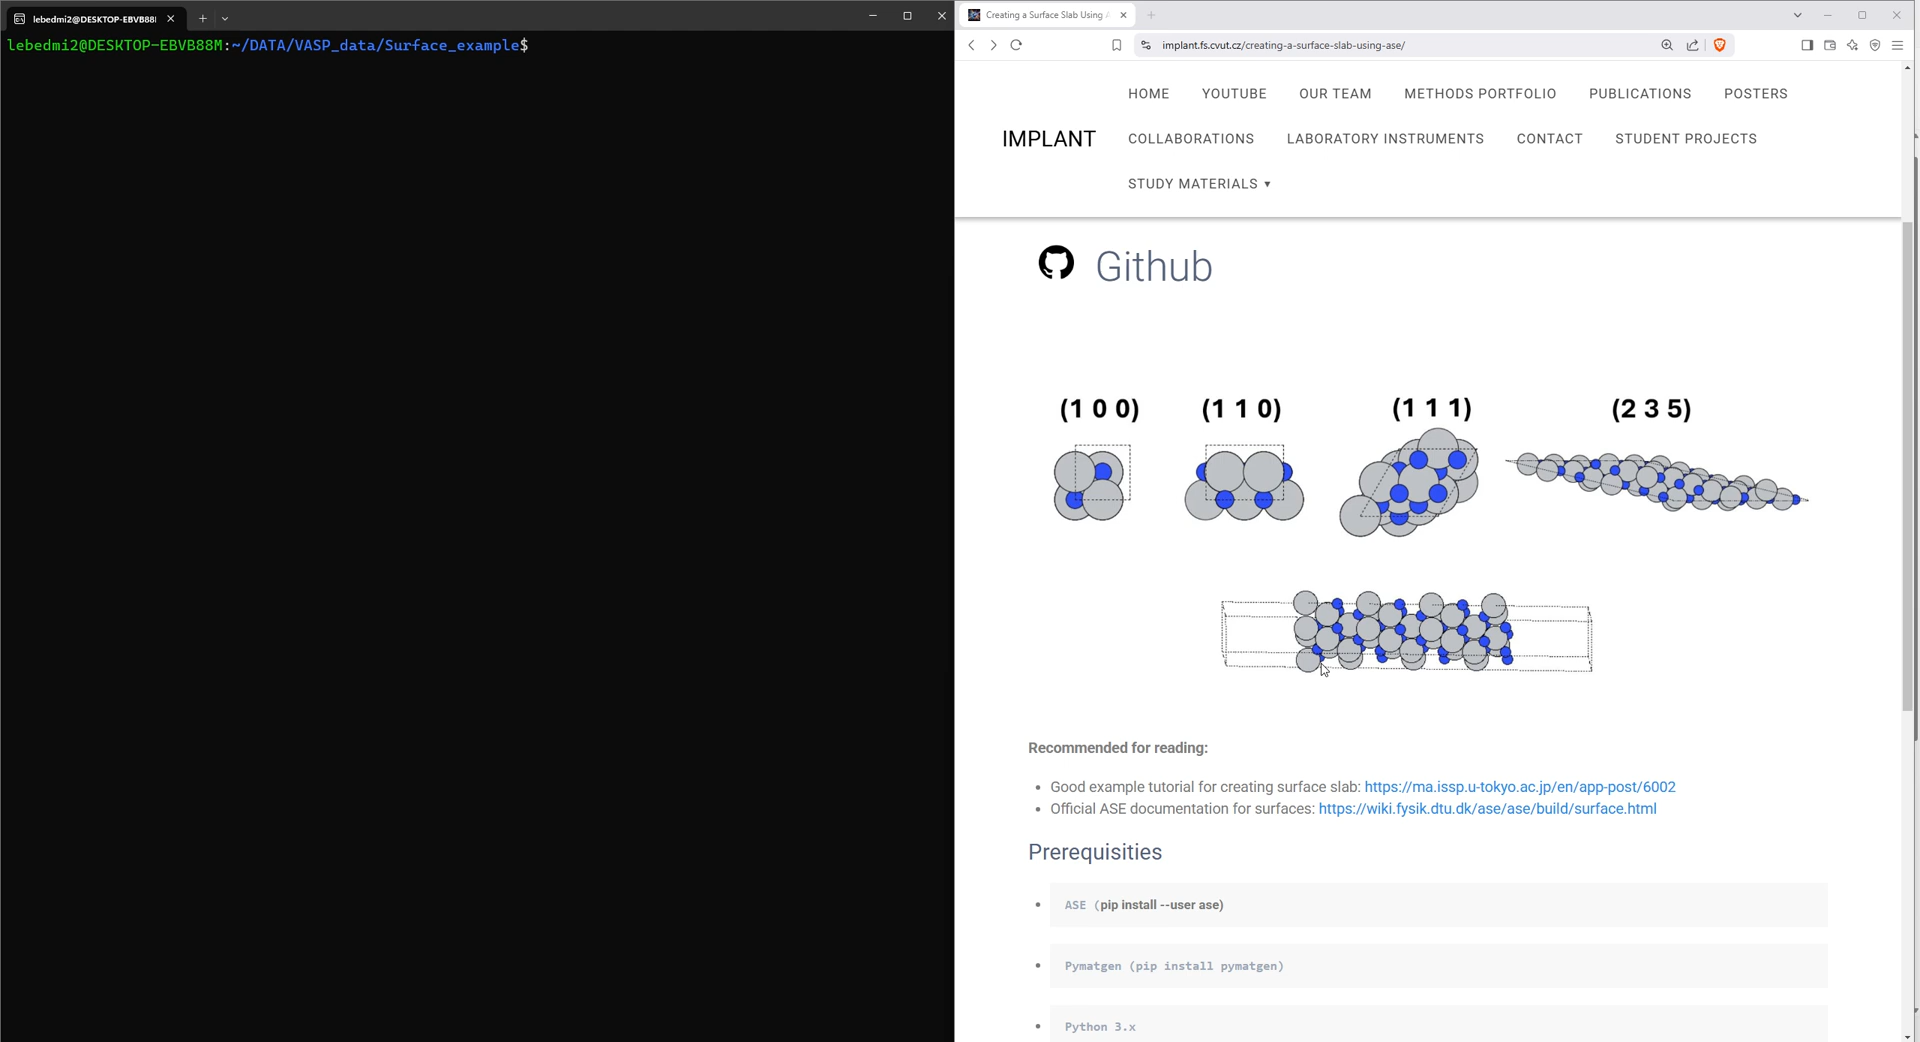 lebedmi2@DESKTOP-EBVB88M
lebedmi2@DESKTOP-EBVB88M:~/DATA/VASP_data/Surface_example$
Creating a Surface Slab Using
implant.fs.cvut.cz/creating-a-surface-slab-using-ase/
HOME YOUTUBE OUR TEAM METHODS PORTFOLIO PUBLICATIONS POSTERS
IMPLANT
COLLABORATIONS LABORATORY INSTRUMENTS CONTACT STUDENT PROJECTS
STUDY MATERIALS ▾
Github
(1 0 0) (1 1 0) (1 1 1) (2 3 5)
Recommended for reading:
• Good example tutorial for creating surface slab: https://ma.issp.u-tokyo.ac.jp/en/app-post/6002
• Official ASE documentation for surfaces: https://wiki.fysik.dtu.dk/ase/ase/build/surface.html
Prerequisities
• ASE (pip install --user ase)
• Pymatgen (pip install pymatgen)
• Python 3.x